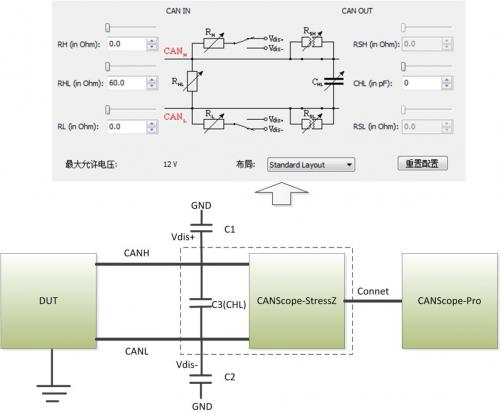 CAN IN
CAN OUT
RH (in Ohm): 0.0
RHL (in Ohm): 60.0
RL (in Ohm): 0.0
CANH
RH
Vdis+
Vdis-
RSH
RHL
CHL
CANL
RL
Vdis+
Vdis-
RSL
RSH (in Ohm): 0.0
CHL (in pF): 0
RSL (in Ohm): 0.0
最大允许电压: 12 V
布局: Standard Layout
重置配置
GND
C1
Vdis+
CANH
DUT
C3(CHL)
CANScope-StressZ
Connet
CANScope-Pro
CANL
Vdis-
C2
GND